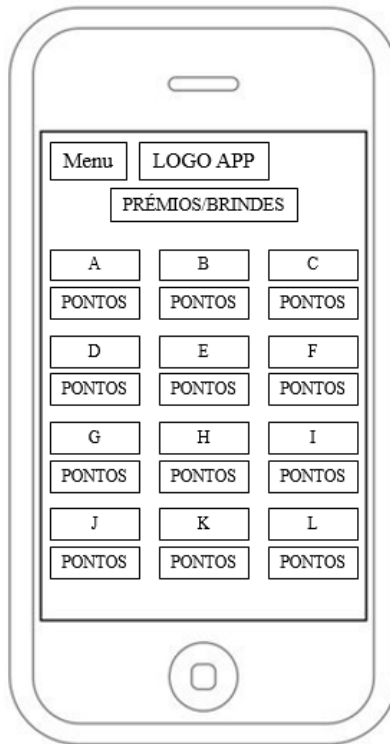 Menu LOGO APP
PRÉMIOS/BRINDES
A B C
PONTOS PONTOS PONTOS
D E F
PONTOS PONTOS PONTOS
G H I
PONTOS PONTOS PONTOS
J K L
PONTOS PONTOS PONTOS